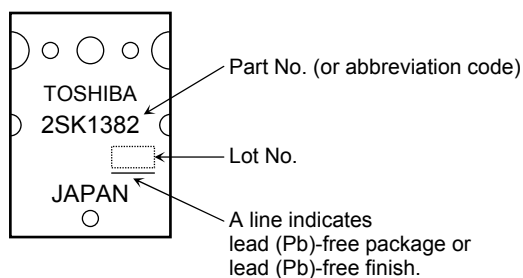 TOSHIBA
2SK1382
JAPAN
Part No. (or abbreviation code)
Lot No.
A line indicates
lead (Pb)-free package or
lead (Pb)-free finish.